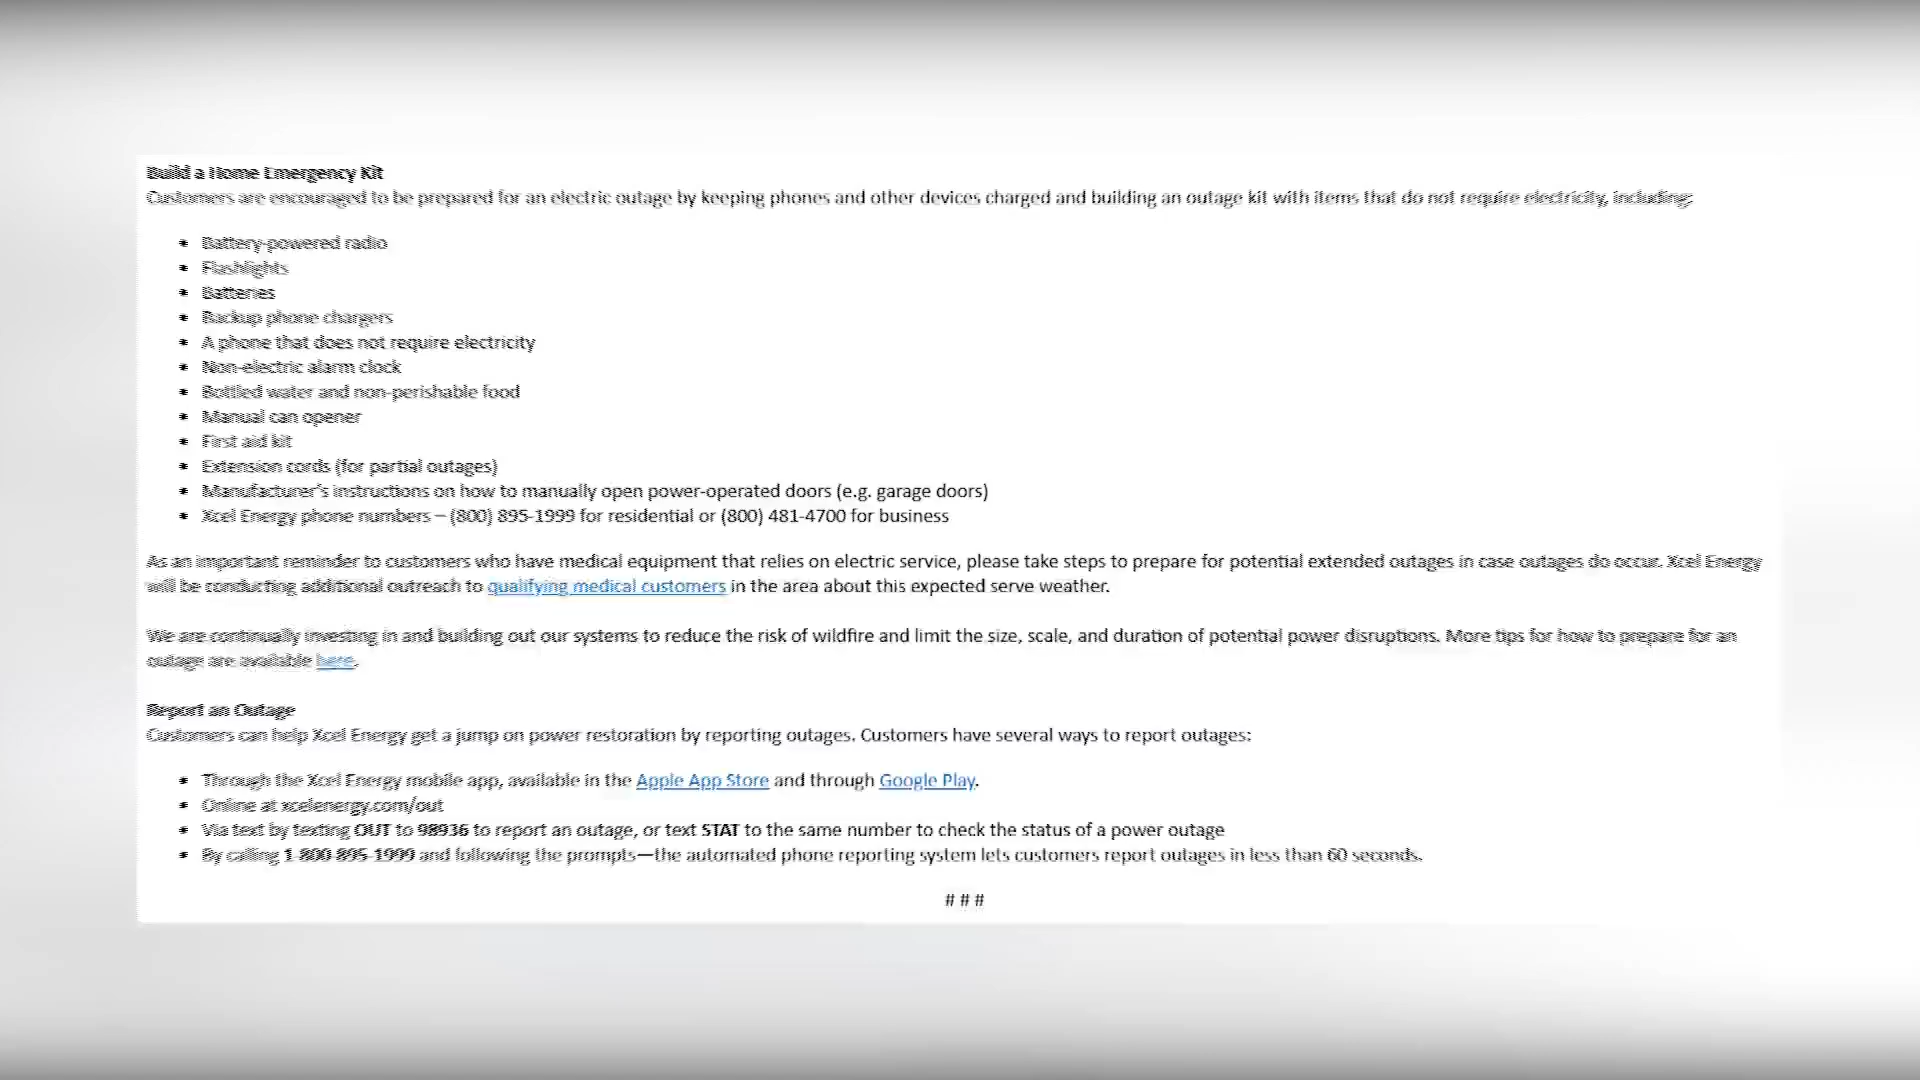 Build a Home Emergency Kit
Customers are encouraged to be prepared for an electric outage by keeping phones and other devices charged and building an outage kit with items that do not require electricity, including:
• Battery-powered radio
• Flashlights
• Batteries
• Backup phone chargers
• A phone that does not require electricity
• Non-electric alarm clock
• Bottled water and non-perishable food
• Manual can opener
• First aid kit
• Extension cords (for partial outages)
• Manufacturer's instructions on how to manually open power-operated doors (e.g. garage doors)
• Xcel Energy phone numbers – (800) 895-1999 for residential or (800) 481-4700 for business
As an important reminder to customers who have medical equipment that relies on electric service, please take steps to prepare for potential extended outages in case outages do occur. Xcel Energy
will be conducting additional outreach to qualifying medical customers in the area about this expected serve weather.
We are continually investing in and building out our systems to reduce the risk of wildfire and limit the size, scale, and duration of potential power disruptions. More tips for how to prepare for an
outage are available here.
Report an Outage
Customers can help Xcel Energy get a jump on power restoration by reporting outages. Customers have several ways to report outages:
• Through the Xcel Energy mobile app, available in the Apple App Store and through Google Play.
• Online at xcelenergy.com/out
• Via text by texting OUT to 98936 to report an outage, or text STAT to the same number to check the status of a power outage
• By calling 1-800-895-1999 and following the prompts—the automated phone reporting system lets customers report outages in less than 60 seconds.
# # #